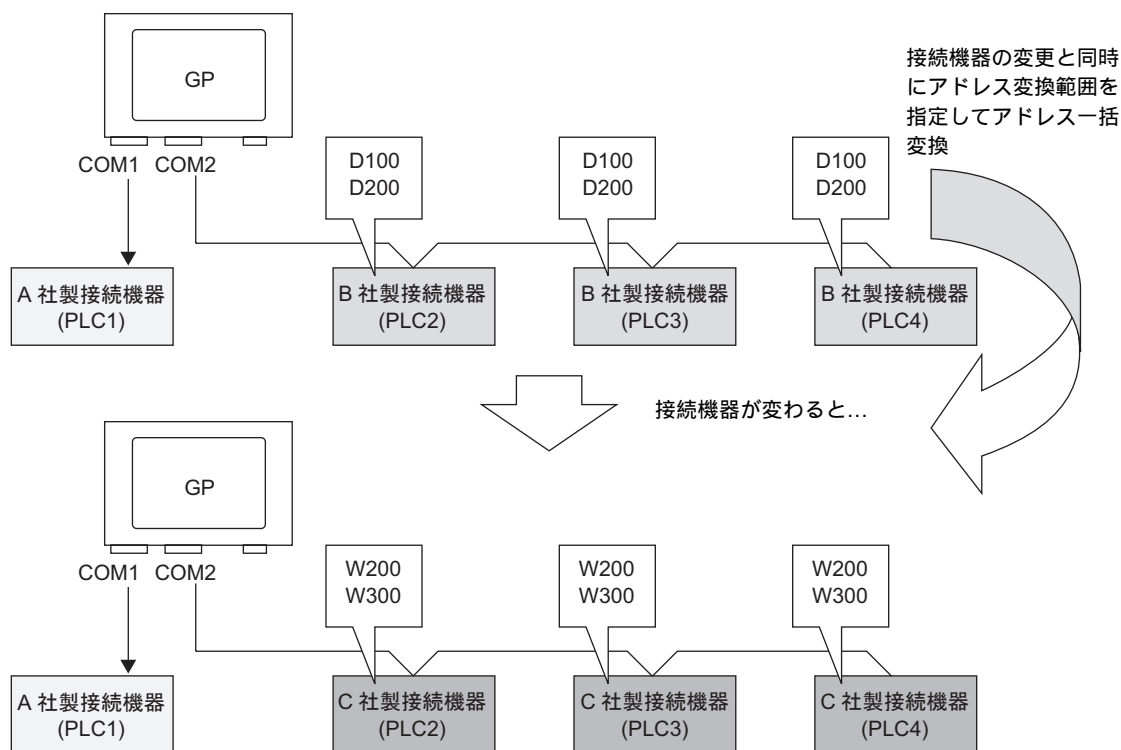 GP
接続機器の変更と同時
にアドレス変換範囲を
指定してアドレス一括
変換
COM1 COM2
D100
D200
D100
D200
D100
D200
A 社製接続機器
(PLC1)
B 社製接続機器
(PLC2)
B 社製接続機器
(PLC3)
B 社製接続機器
(PLC4)
接続機器が変わると…
GP
COM1 COM2
W200
W300
W200
W300
W200
W300
A 社製接続機器
(PLC1)
C 社製接続機器
(PLC2)
C 社製接続機器
(PLC3)
C 社製接続機器
(PLC4)